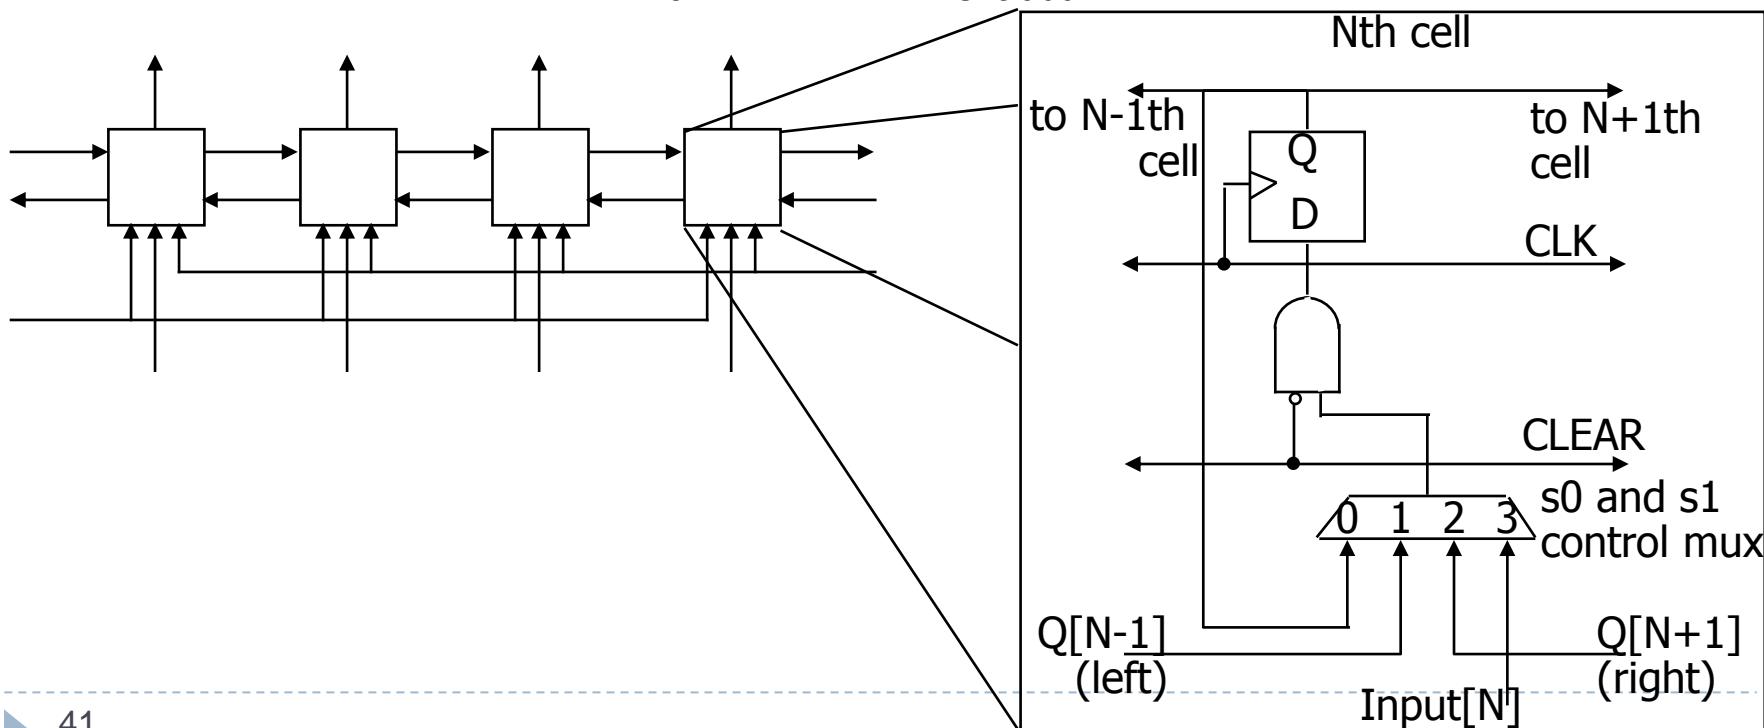 Nth cell
to N-1th
cell
to N+1th
cell
Q
D
CLK
CLEAR
s0 and s1
control mux
0 1 2 3
Q[N-1]
(left)
Q[N+1]
(right)
Input[N]
41